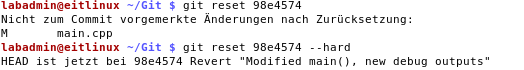 labadmin@eitlinux ~/Git $ git reset 98e4574
Nicht zum Commit vorgemerkte Änderungen nach Zurücksetzung:
M       main.cpp
labadmin@eitlinux ~/Git $ git reset 98e4574 --hard
HEAD ist jetzt bei 98e4574 Revert "Modified main(), new debug outputs"